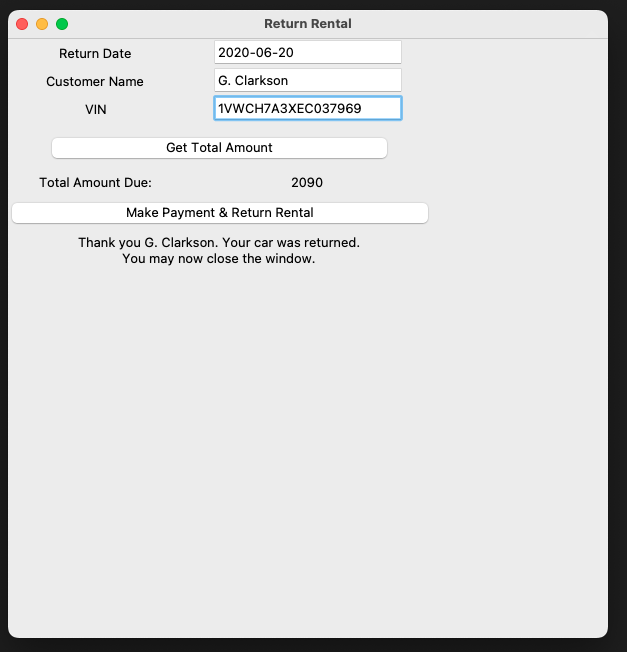 Return Rental
Return Date 2020-06-20
Customer Name G. Clarkson
VIN 1VWCH7A3XEC037969
Get Total Amount
Total Amount Due: 2090
Make Payment & Return Rental
Thank you G. Clarkson. Your car was returned.
You may now close the window.